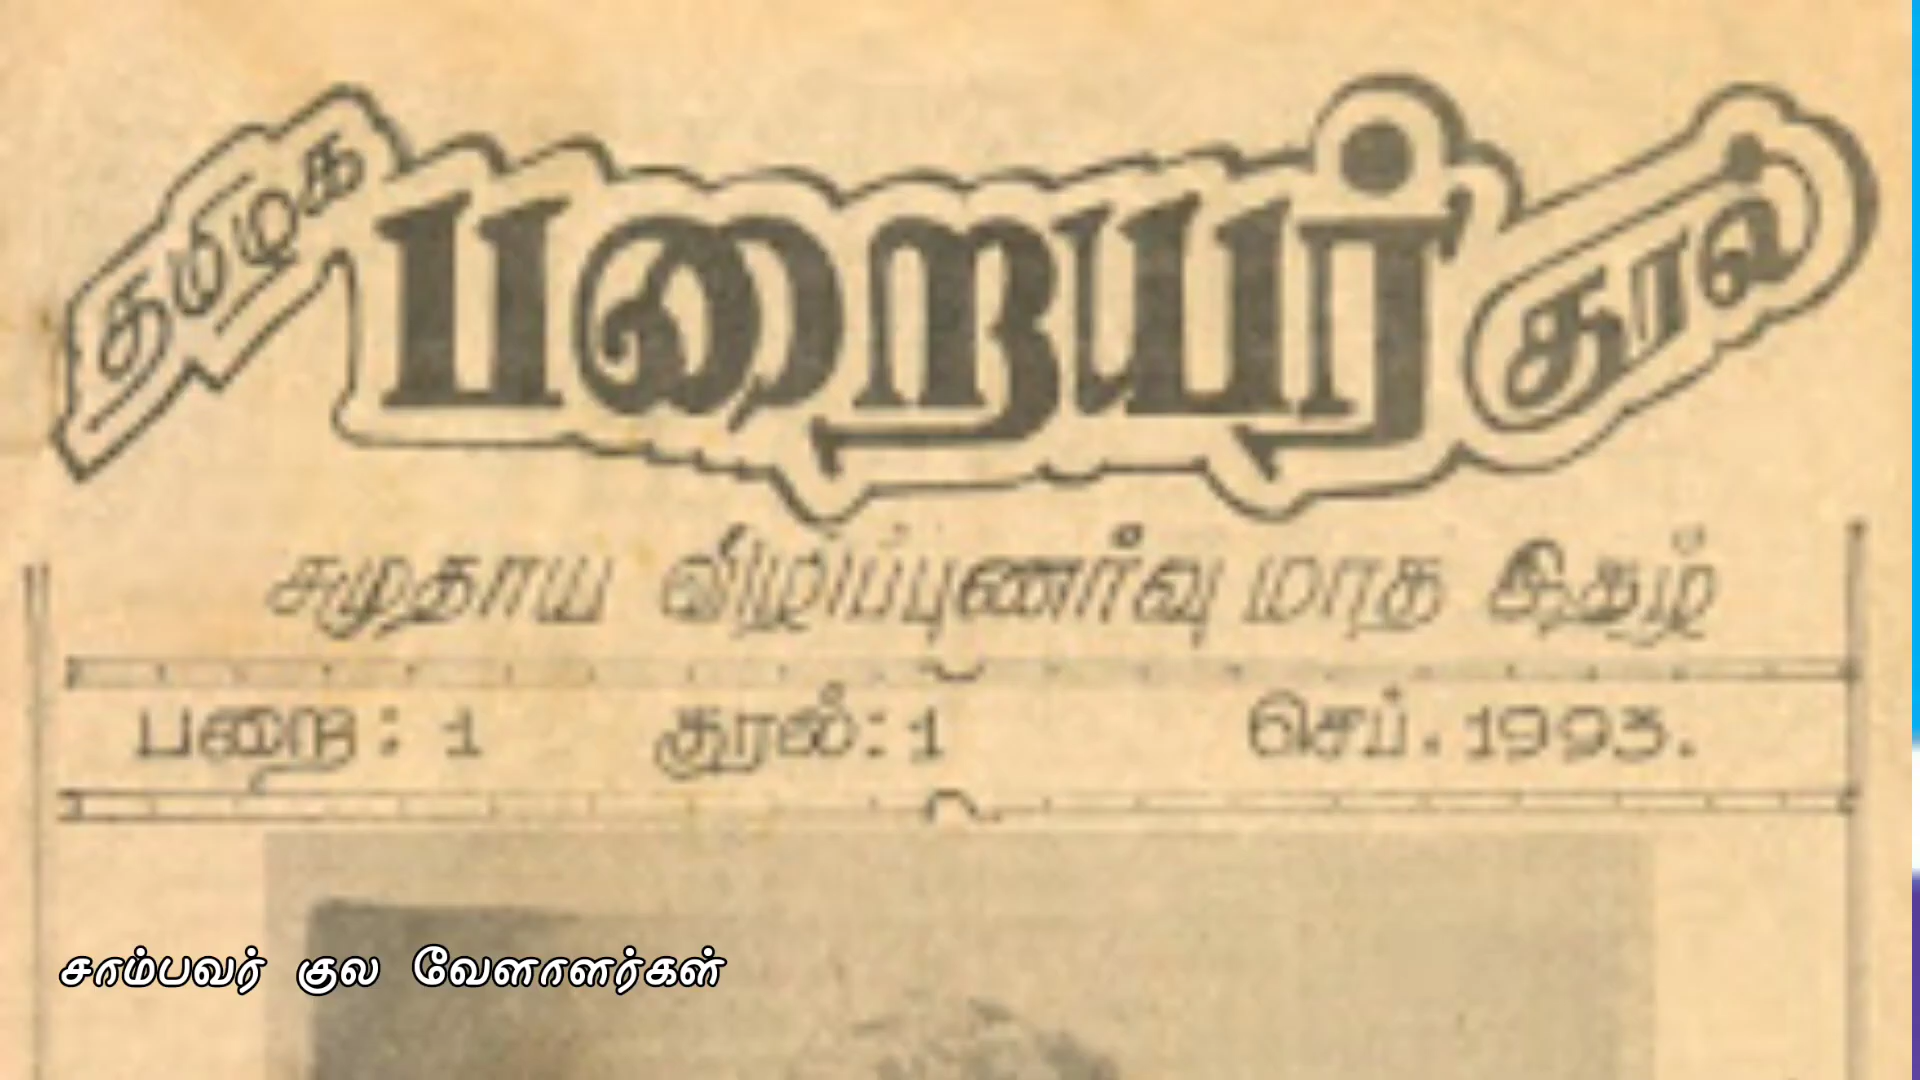 தமிழக பறையர் குரல்
சமுதாய விழிப்புணர்வு மாத இதழ்
பறை: 1 குரல்: 1 செப். 1993.
சாம்பவர் குல வேளாளர்கள்